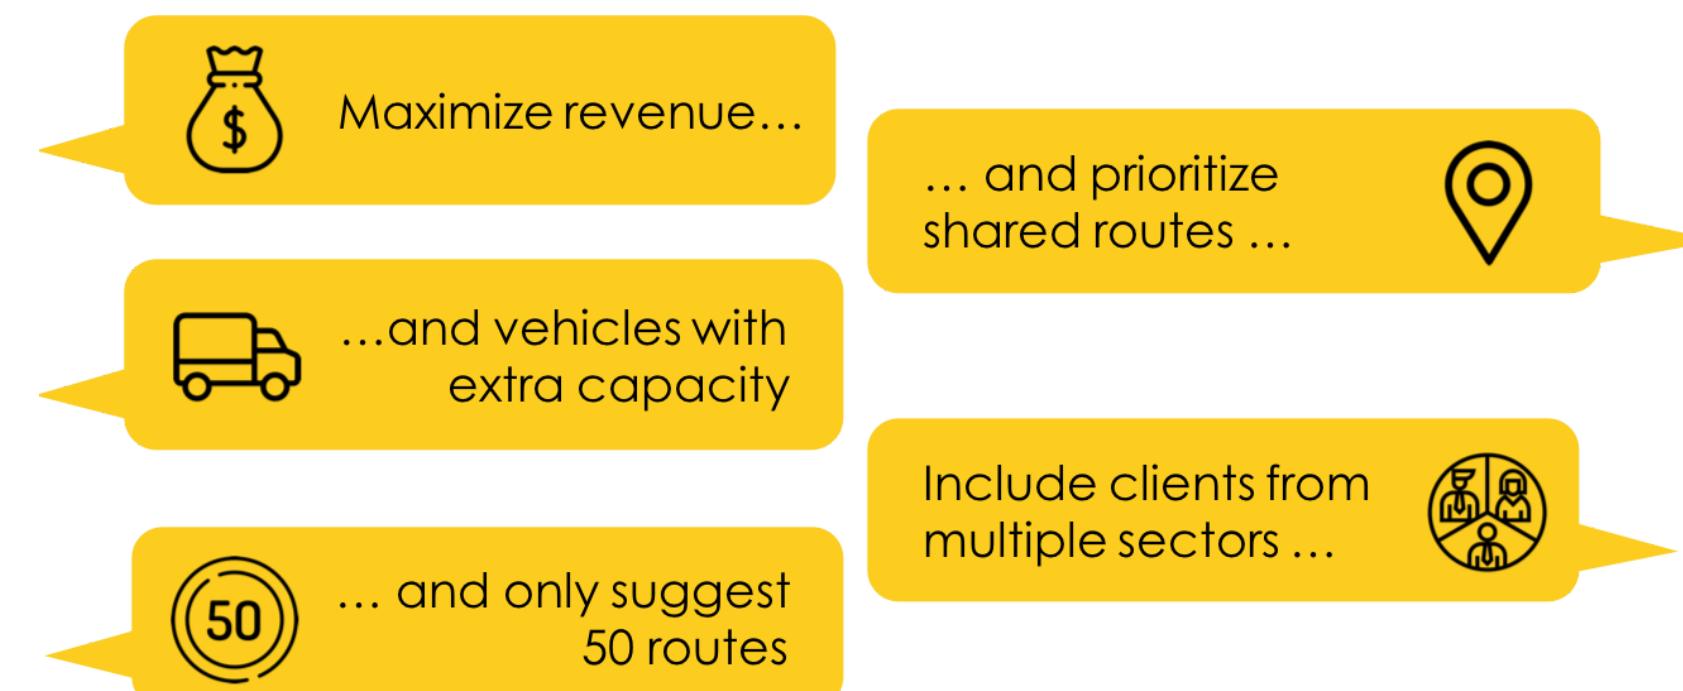 $
Maximize revenue…
… and prioritize
shared routes …
…and vehicles with
extra capacity
Include clients from
multiple sectors …
50
… and only suggest
50 routes